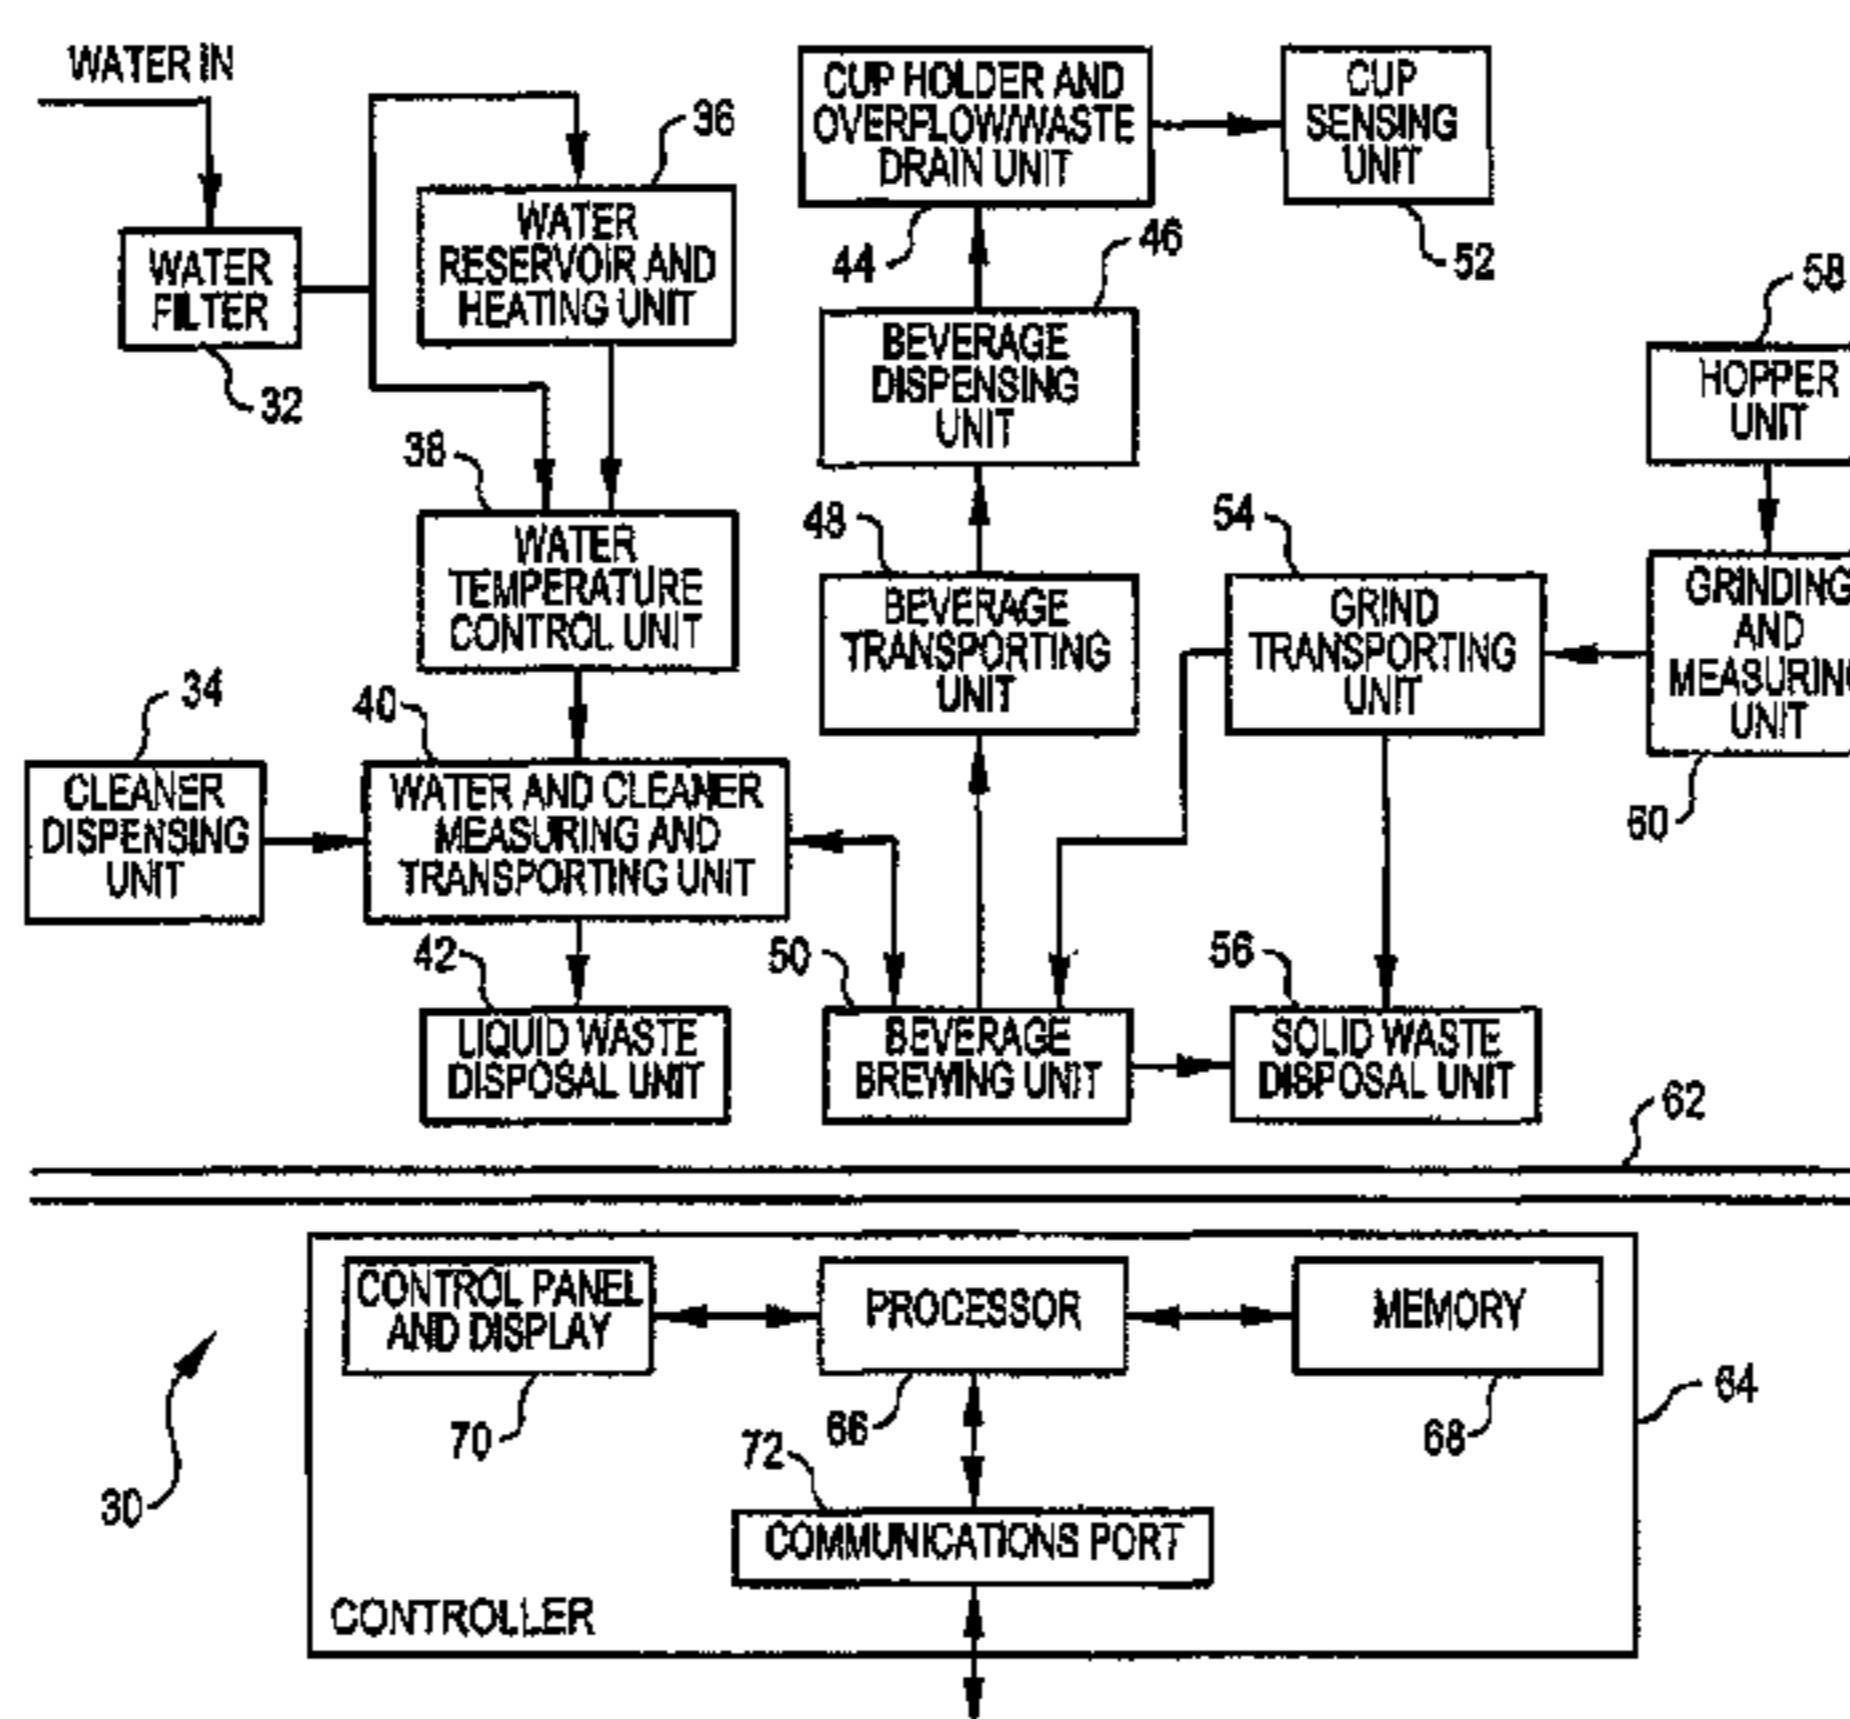 WATER IN
36
CUP HOLDER AND
OVERFLOW/WASTE
DRAIN UNIT
CUP
SENSING
UNIT
WATER
FILTER
32
WATER
RESERVOIR AND
HEATING UNIT
44
46
52
58
BEVERAGE
DISPENSING
UNIT
HOPPER
UNIT
38
48
54
WATER
TEMPERATURE
CONTROL UNIT
BEVERAGE
TRANSPORTING
UNIT
GRIND
TRANSPORTING
UNIT
GRINDING
AND
MEASURING
UNIT
34
40
60
CLEANER
DISPENSING
UNIT
WATER AND CLEANER
MEASURING AND
TRANSPORTING UNIT
42
50
56
LIQUID WASTE
DISPOSAL UNIT
BEVERAGE
BREWING UNIT
SOLID WASTE
DISPOSAL UNIT
62
CONTROL PANEL
AND DISPLAY
PROCESSOR
MEMORY
64
70
66
68
72
30
COMMUNICATIONS PORT
CONTROLLER